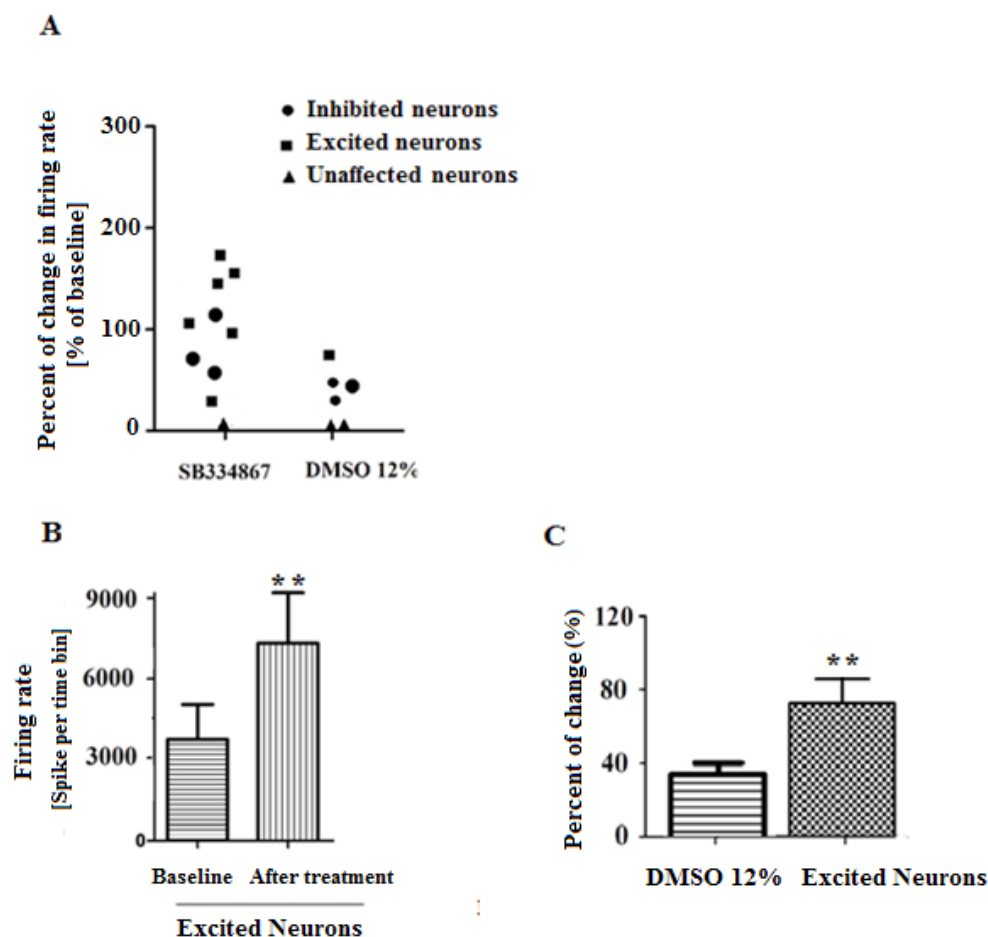 A
Percent of change in firing rate
[% of baseline]
300
200
100
0
Inhibited neurons
Excited neurons
Unaffected neurons
SB334867
DMSO 12%
B
Firing rate
[Spike per time bin]
9000
6000
3000
0
**
Baseline
After treatment
Excited Neurons
C
Percent of change (%)
120
80
40
0
**
DMSO 12%
Excited Neurons